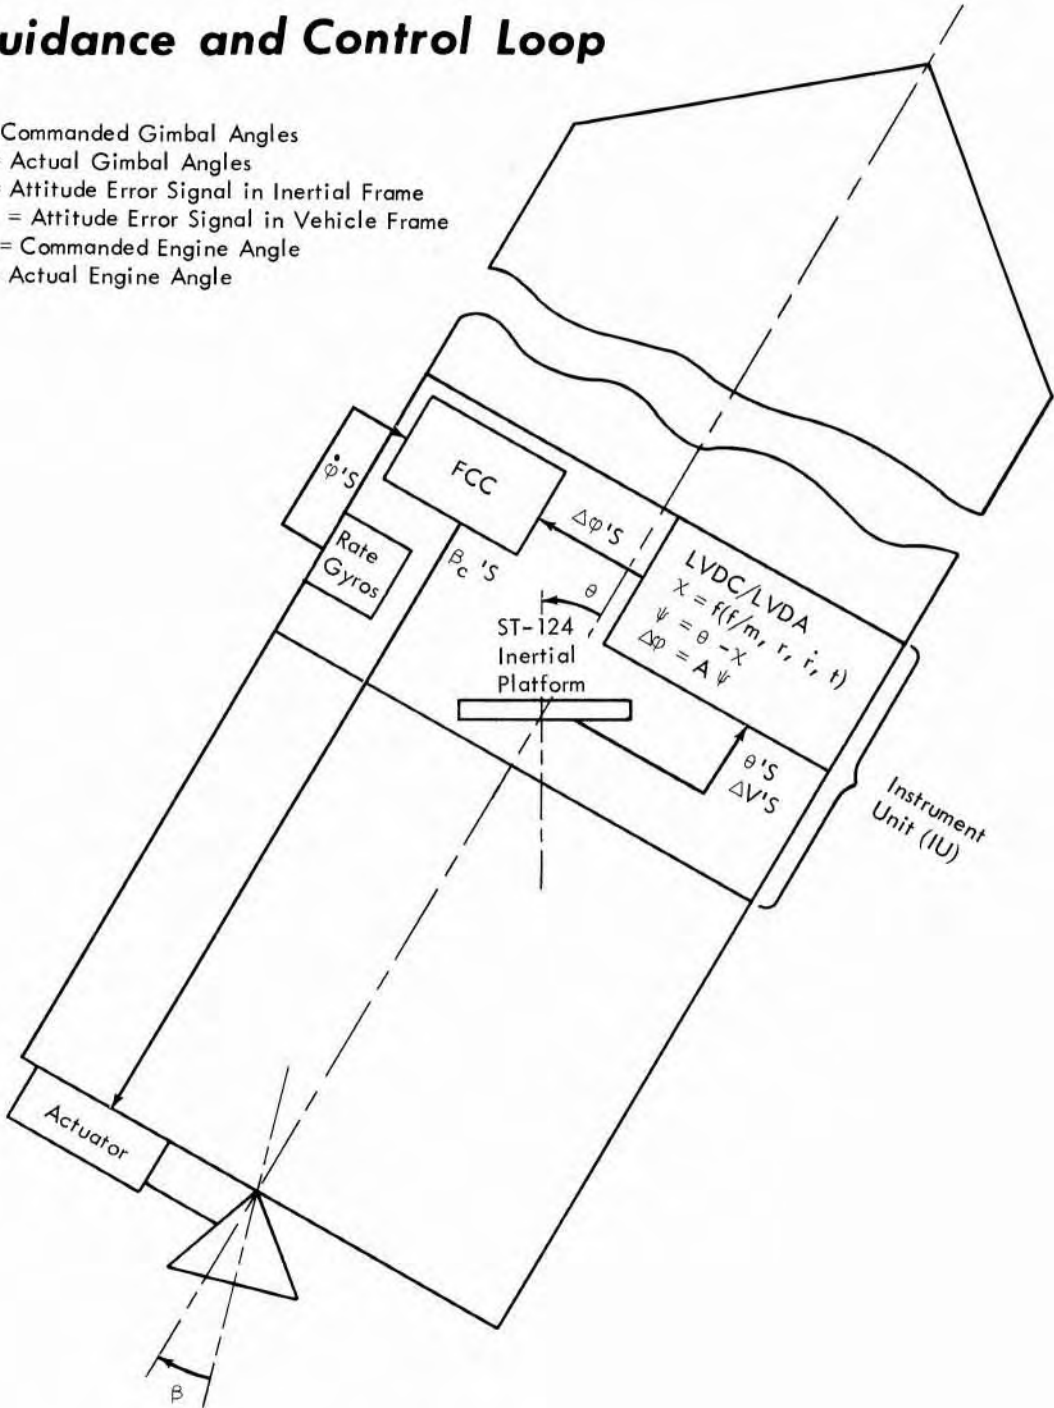 uidance and Control Loop
Commanded Gimbal Angles
Actual Gimbal Angles
Attitude Error Signal in Inertial Frame
= Attitude Error Signal in Vehicle Frame
= Commanded Engine Angle
Actual Engine Angle
φ̇'S
FCC
Rate
Gyros
βc 'S
Δφ'S
θ
ST-124
Inertial
Platform
LVDC/LVDA
χ = f(f/m, r, ṙ, t)
ψ = θ - χ
Δφ = A ψ
θ'S
ΔV'S
Instrument
Unit (IU)
Actuator
β